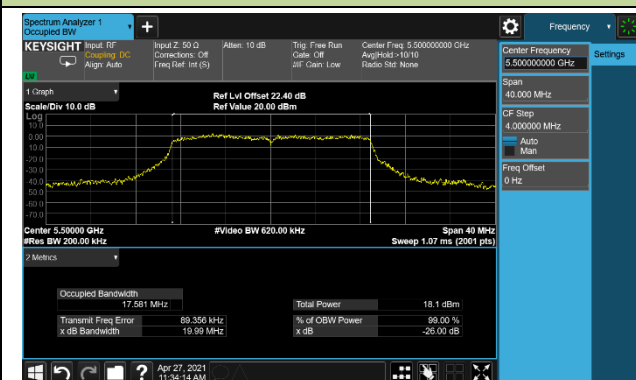 Spectrum Analyzer 1
Occupied BW
Frequency
KEYSIGHT
Input: RF
Coupling: DC
Align: Auto
Input Z: 50 Ω
Corrections: Off
Freq Ref: Int (S)
Atten: 10 dB
Trig: Free Run
Gate: Off
#IF Gain: Low
Center Freq: 5.500000000 GHz
Avg|Hold:>10/10
Radio Std: None
LW
Center Frequency
5.500000000 GHz
Settings
Span
40.000 MHz
CF Step
4.000000 MHz
Auto
Man
Freq Offset
0 Hz
1 Graph
Scale/Div 10.0 dB
Ref Lvl Offset 22.40 dB
Ref Value 20.00 dBm
Log
10.0
0.00
-10.0
-20.0
-30.0
-40.0
-50.0
-60.0
-70.0
Center 5.50000 GHz
#Video BW 620.00 kHz
Span 40 MHz
#Res BW 200.00 kHz
Sweep 1.07 ms (2001 pts)
2 Metrics
Occupied Bandwidth
17.581 MHz
Total Power 18.1 dBm
Transmit Freq Error 89.356 kHz
% of OBW Power 99.00 %
x dB Bandwidth 19.99 MHz
x dB -26.00 dB
?
Apr 27, 2021
11:34:14 AM